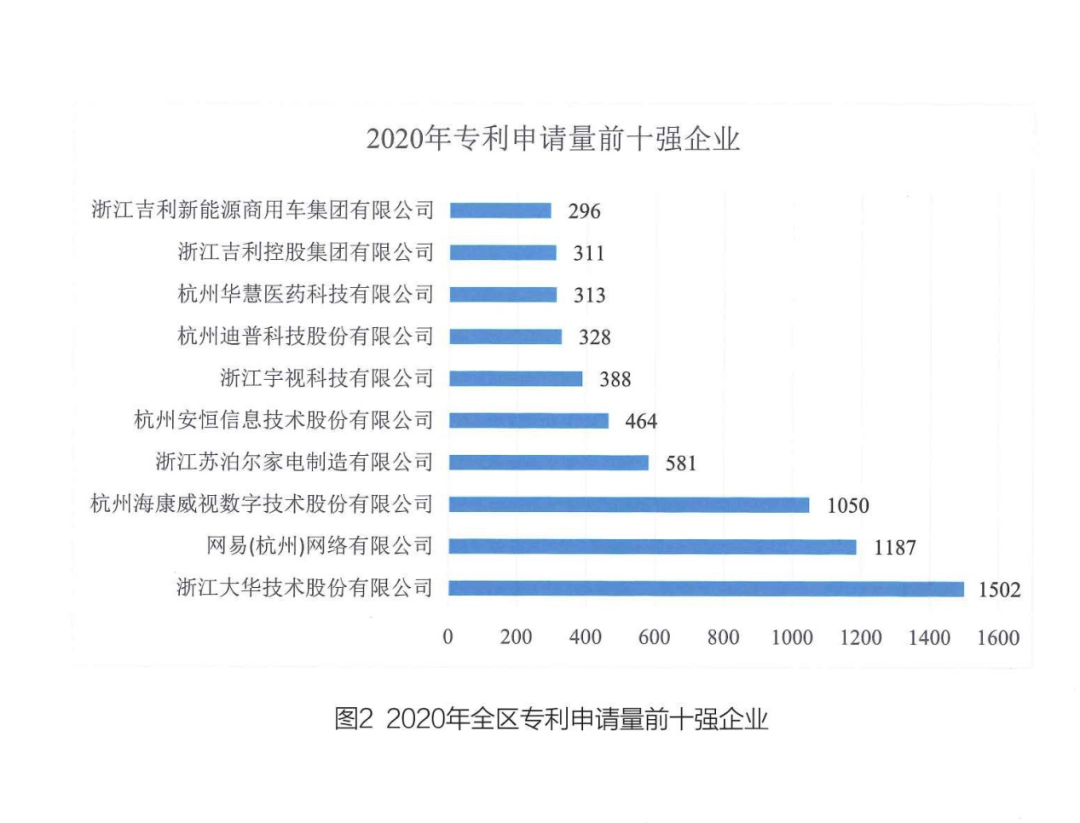 2020年专利申请量前十强企业
浙江吉利新能源商用车集团有限公司 296
浙江吉利控股集团有限公司 311
杭州华慧医药科技有限公司 313
杭州迪普科技股份有限公司 328
浙江宇视科技有限公司 388
杭州安恒信息技术股份有限公司 464
浙江苏泊尔家电制造有限公司 581
杭州海康威视数字技术股份有限公司 1050
网易(杭州)网络有限公司 1187
浙江大华技术股份有限公司 1502
0 200 400 600 800 1000 1200 1400 1600
图2 2020年全区专利申请量前十强企业